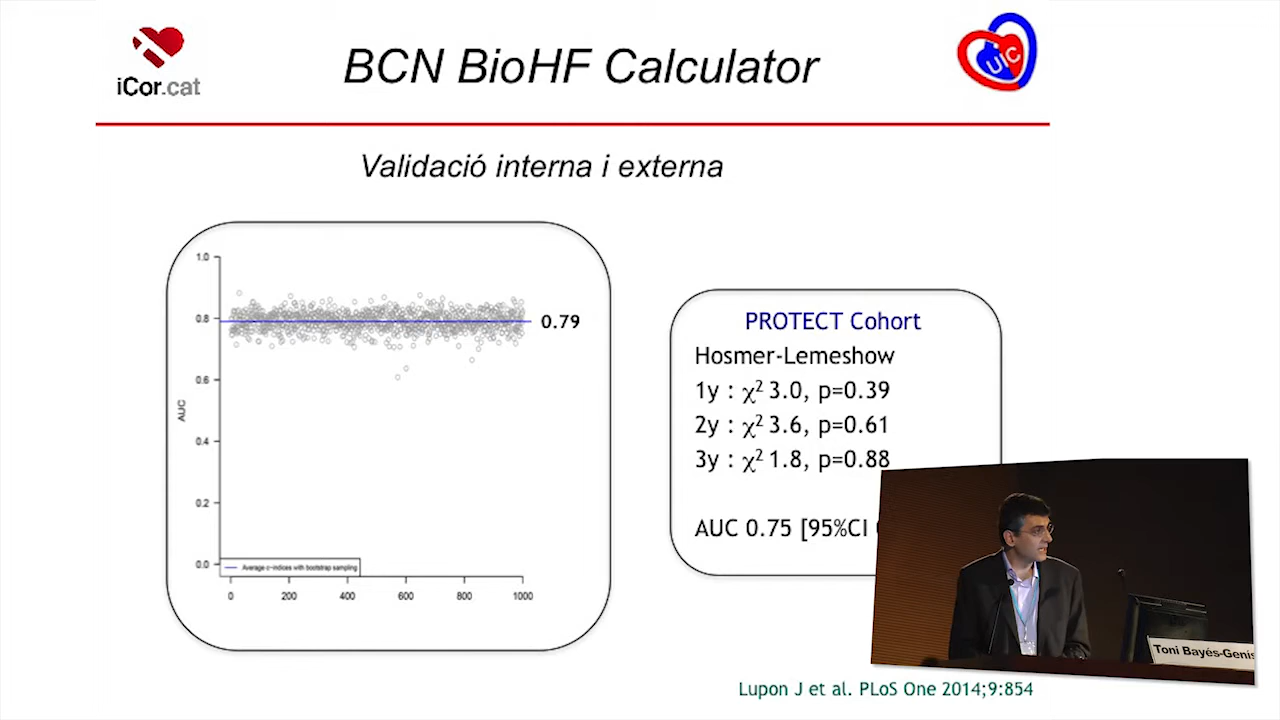 iCor.cat
BCN BioHF Calculator
UIC
Validació interna i externa
1.0
0.8
0.6
0.4
0.2
0.0
AUC
0.79
Average c-indices with bootstrap sampling
0
200
400
600
800
1000
PROTECT Cohort
Hosmer-Lemeshow
1y : χ² 3.0, p=0.39
2y : χ² 3.6, p=0.61
3y : χ² 1.8, p=0.88
AUC 0.75 [95%CI
Toni Bayés-Genis
Lupon J et al. PLoS One 2014;9:854